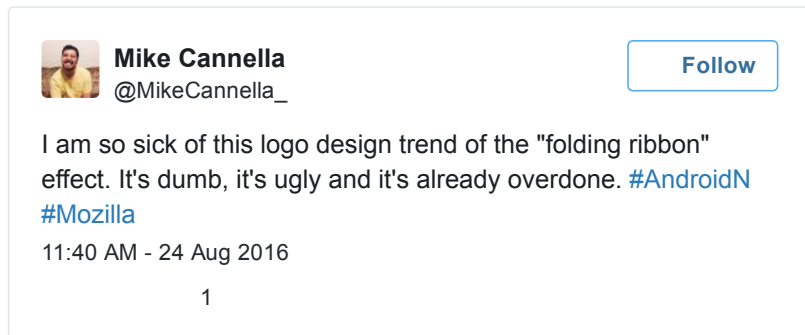 Mike Cannella
@MikeCannella_
Follow
I am so sick of this logo design trend of the "folding ribbon"
effect. It's dumb, it's ugly and it's already overdone. #AndroidN
#Mozilla
11:40 AM - 24 Aug 2016
1